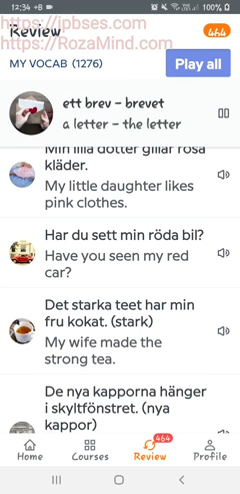 12:34 +B
100%
https://jpbses.com
Review
464
https://RozaMind.com
MY VOCAB (1276)
Play all
ett brev – brevet
a letter – the letter
Min lilla dotter gillar rosa
kläder.
My little daughter likes
pink clothes.
Har du sett min röda bil?
Have you seen my red
car?
Det starka teet har min
fru kokat. (stark)
My wife made the
strong tea.
De nya kapporna hänger
i skyltfönstret. (nya
kappor)
464
Home
Courses
Review
Profile